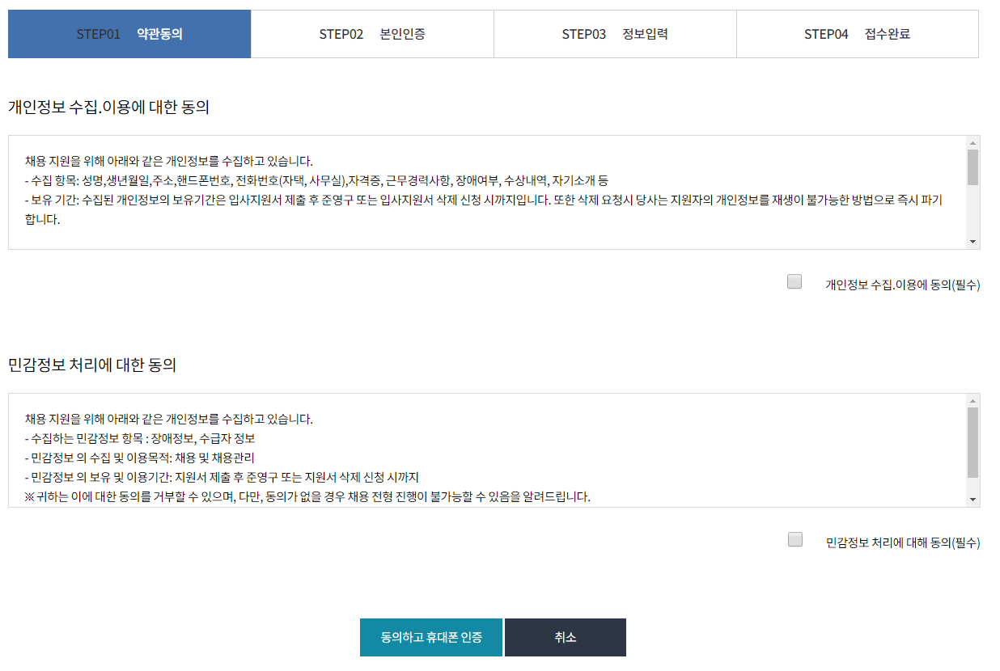 STEP01 약관동의
STEP02 본인인증
STEP03 정보입력
STEP04 접수완료
개인정보 수집.이용에 대한 동의
채용 지원을 위해 아래와 같은 개인정보를 수집하고 있습니다.
- 수집 항목: 성명,생년월일,주소,핸드폰번호, 전화번호(자택, 사무실),자격증, 근무경력사항, 장애여부, 수상내역, 자기소개 등
- 보유 기간: 수집된 개인정보의 보유기간은 입사지원서 제출 후 준영구 또는 입사지원서 삭제 신청 시까지입니다. 또한 삭제 요청시 당사는 지원자의 개인정보를 재생이 불가능한 방법으로 즉시 파기
합니다.
개인정보 수집.이용에 동의(필수)
민감정보 처리에 대한 동의
채용 지원을 위해 아래와 같은 개인정보를 수집하고 있습니다.
- 수집하는 민감정보 항목 : 장애정보, 수급자 정보
- 민감정보 의 수집 및 이용목적: 채용 및 채용관리
- 민감정보 의 보유 및 이용기간: 지원서 제출 후 준영구 또는 지원서 삭제 신청 시까지
※ 귀하는 이에 대한 동의를 거부할 수 있으며, 다만, 동의가 없을 경우 채용 전형 진행이 불가능할 수 있음을 알려드립니다.
민감정보 처리에 대해 동의(필수)
동의하고 휴대폰 인증
취소